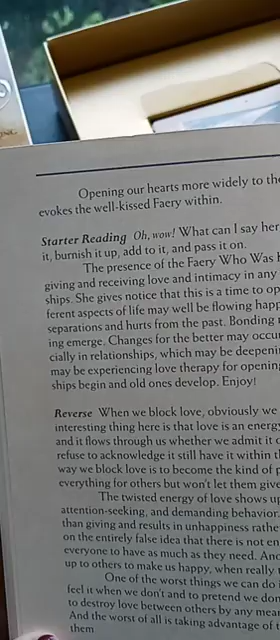 Opening our hearts more widely to the
evokes the well-kissed Faery within.
Starter Reading Oh, wow! What can I say her
it, burnish it up, add to it, and pass it on.
The presence of the Faery Who Was K
giving and receiving love and intimacy in any
ships. She gives notice that this is a time to op
ferent aspects of life may well be flowing happ
separations and hurts from the past. Bonding
ing emerge. Changes for the better may occur
cially in relationships, which may be deepenin
may be experiencing love therapy for opening
ships begin and old ones develop. Enjoy!
Reverse When we block love, obviously we
interesting thing here is that love is an energy
and it flows through us whether we admit it o
refuse to acknowledge it still have it within th
way we block love is to become the kind of p
everything for others but won't let them give
The twisted energy of love shows up
attention-seeking, and demanding behavior.
than giving and results in unhappiness rathe
on the entirely false idea that there is not en
everyone to have as much as they need. And
up to others to make us happy, when really t
One of the worst things we can do i
feel it when we don't and to pretend we don
to destroy love between others by any mean
And the worst of all is taking advantage of t
them